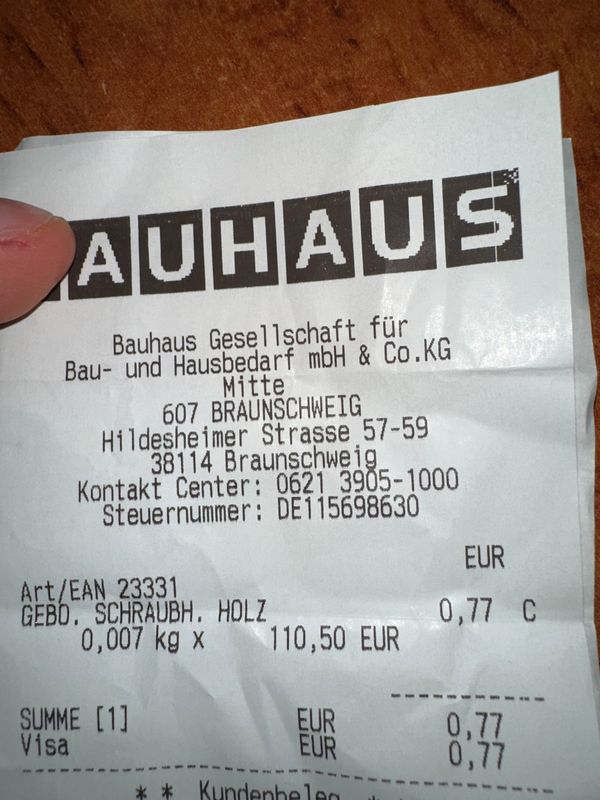 AUHAUS
Bauhaus Gesellschaft für
Bau- und Hausbedarf mbH & Co.KG
Mitte
607 BRAUNSCHWEIG
Hildesheimer Strasse 57-59
38114 Braunschweig
Kontakt Center: 0621 3905-1000
Steuernummer: DE115698630
EUR
Art/EAN 23331
GEBO. SCHRAUBH. HOLZ 0,77 C
0,007 kg x 110,50 EUR
SUMME [1] EUR 0,77
Visa EUR 0,77
* * Kundenbeleg